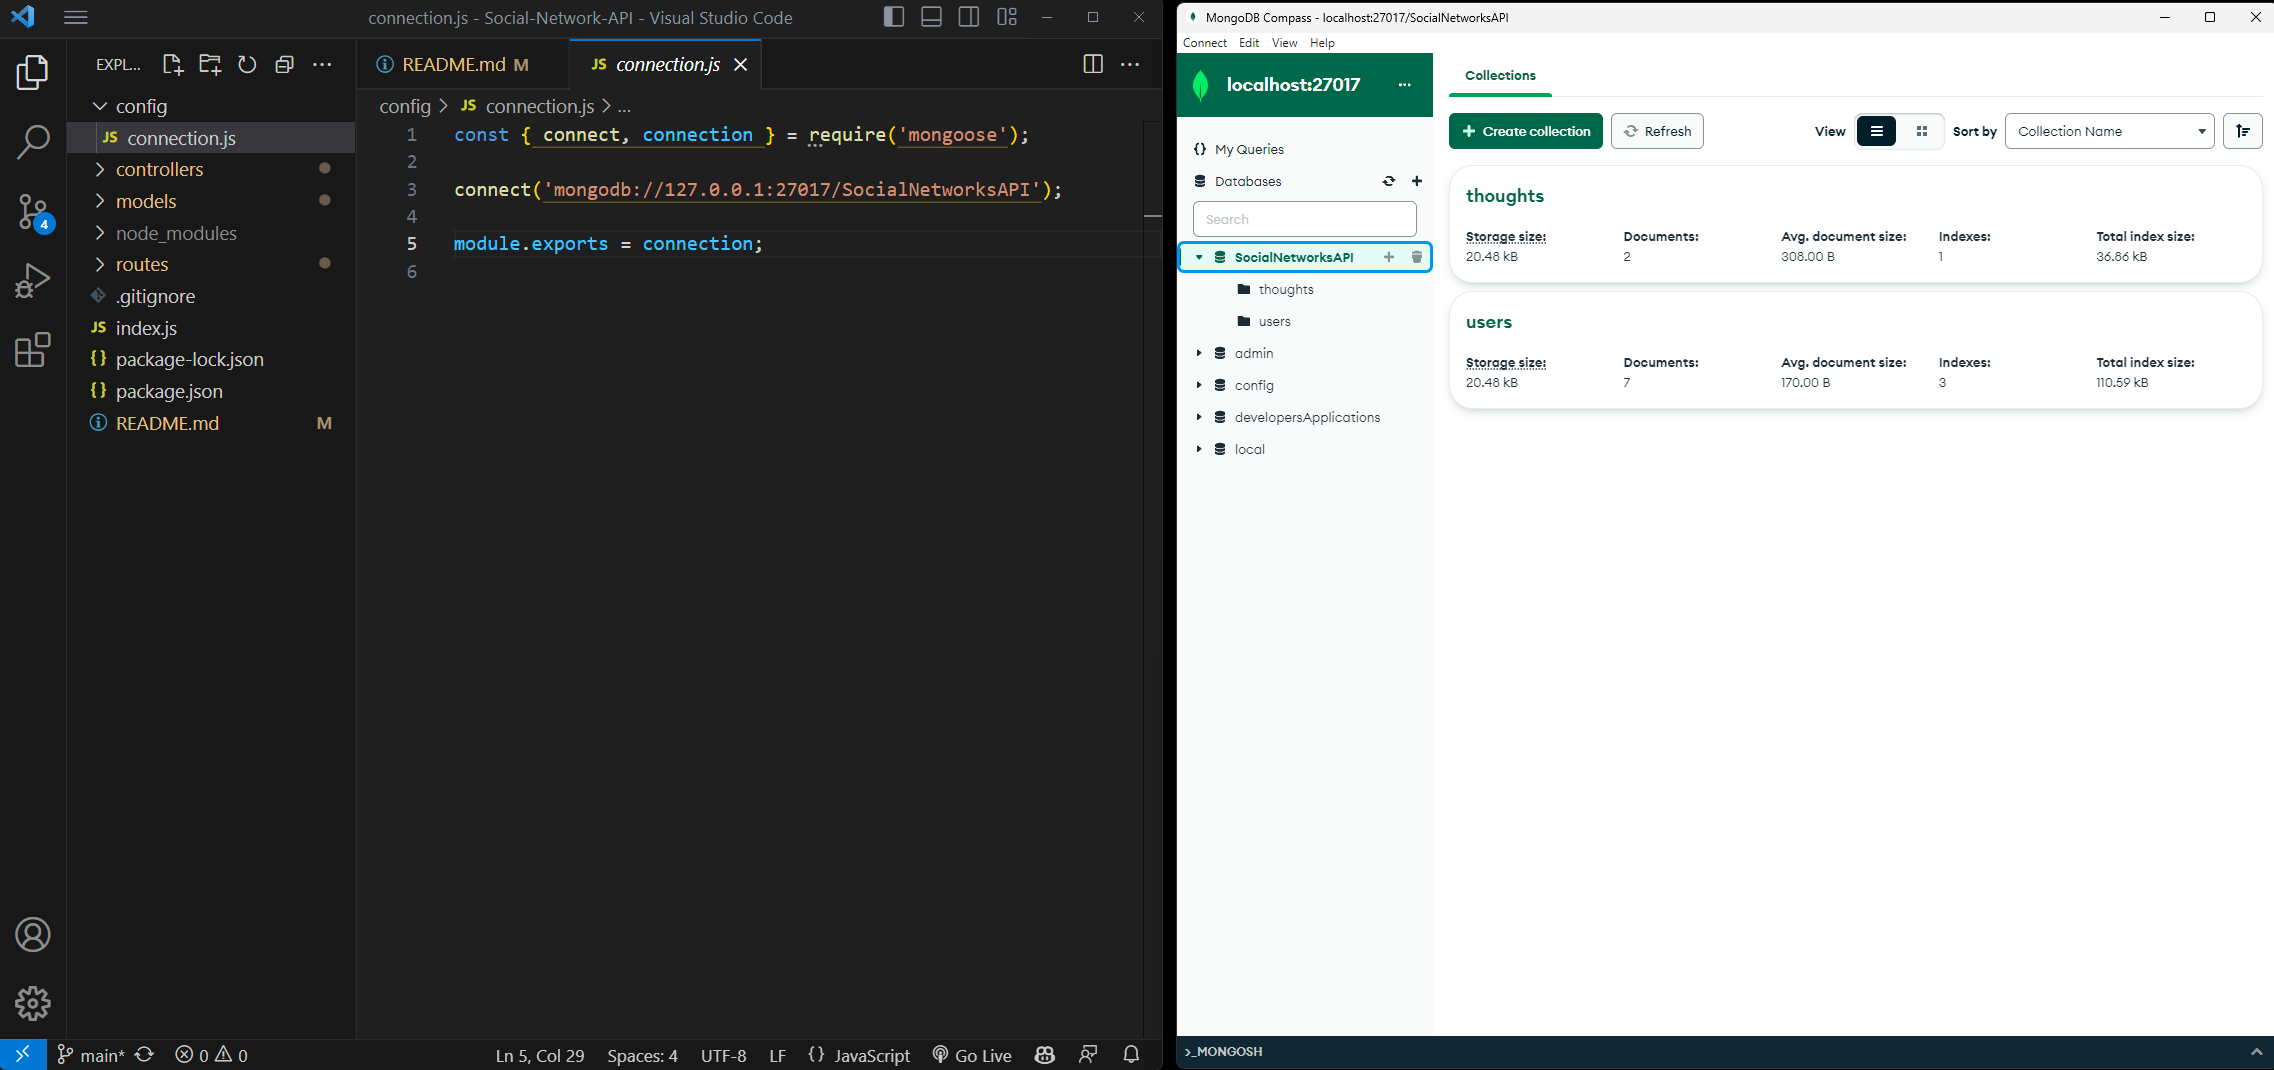 connection.js - Social-Network-API - Visual Studio Code
EXPL...
config
JS connection.js
controllers
models
node_modules
routes
.gitignore
JS index.js
{} package-lock.json
{} package.json
README.md M
4
README.md M
JS connection.js
config > JS connection.js > ...
1 const { connect, connection } = require('mongoose');
2
3 connect('mongodb://127.0.0.1:27017/SocialNetworksAPI');
4
5 module.exports = connection;
6
main* 0 0 Ln 5, Col 29 Spaces: 4 UTF-8 LF {} JavaScript Go Live
MongoDB Compass - localhost:27017/SocialNetworksAPI
Connect Edit View Help
localhost:27017 ...
{} My Queries
Databases
Search
SocialNetworksAPI
thoughts
users
admin
config
developersApplications
local
Collections
+ Create collection Refresh View Sort by Collection Name
thoughts
Storage size: Documents: Avg. document size: Indexes: Total index size:
20.48 kB 2 308.00 B 1 36.86 kB
users
Storage size: Documents: Avg. document size: Indexes: Total index size:
20.48 kB 7 170.00 B 3 110.59 kB
>_MONGOSH